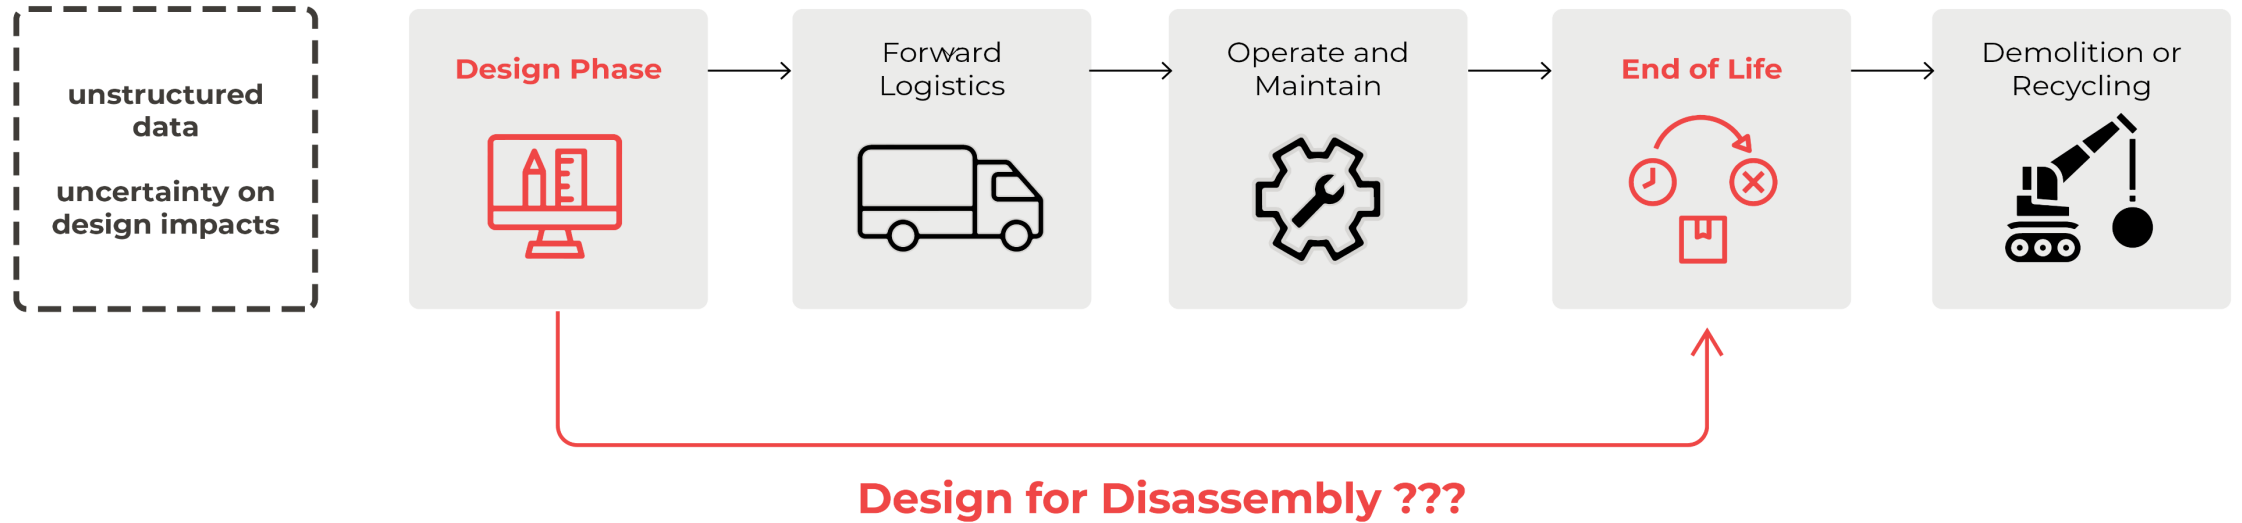 unstructured
data
uncertainty on
design impacts
Design Phase
Forward
Logistics
Operate and
Maintain
End of Life
Demolition or
Recycling
Design for Disassembly ???